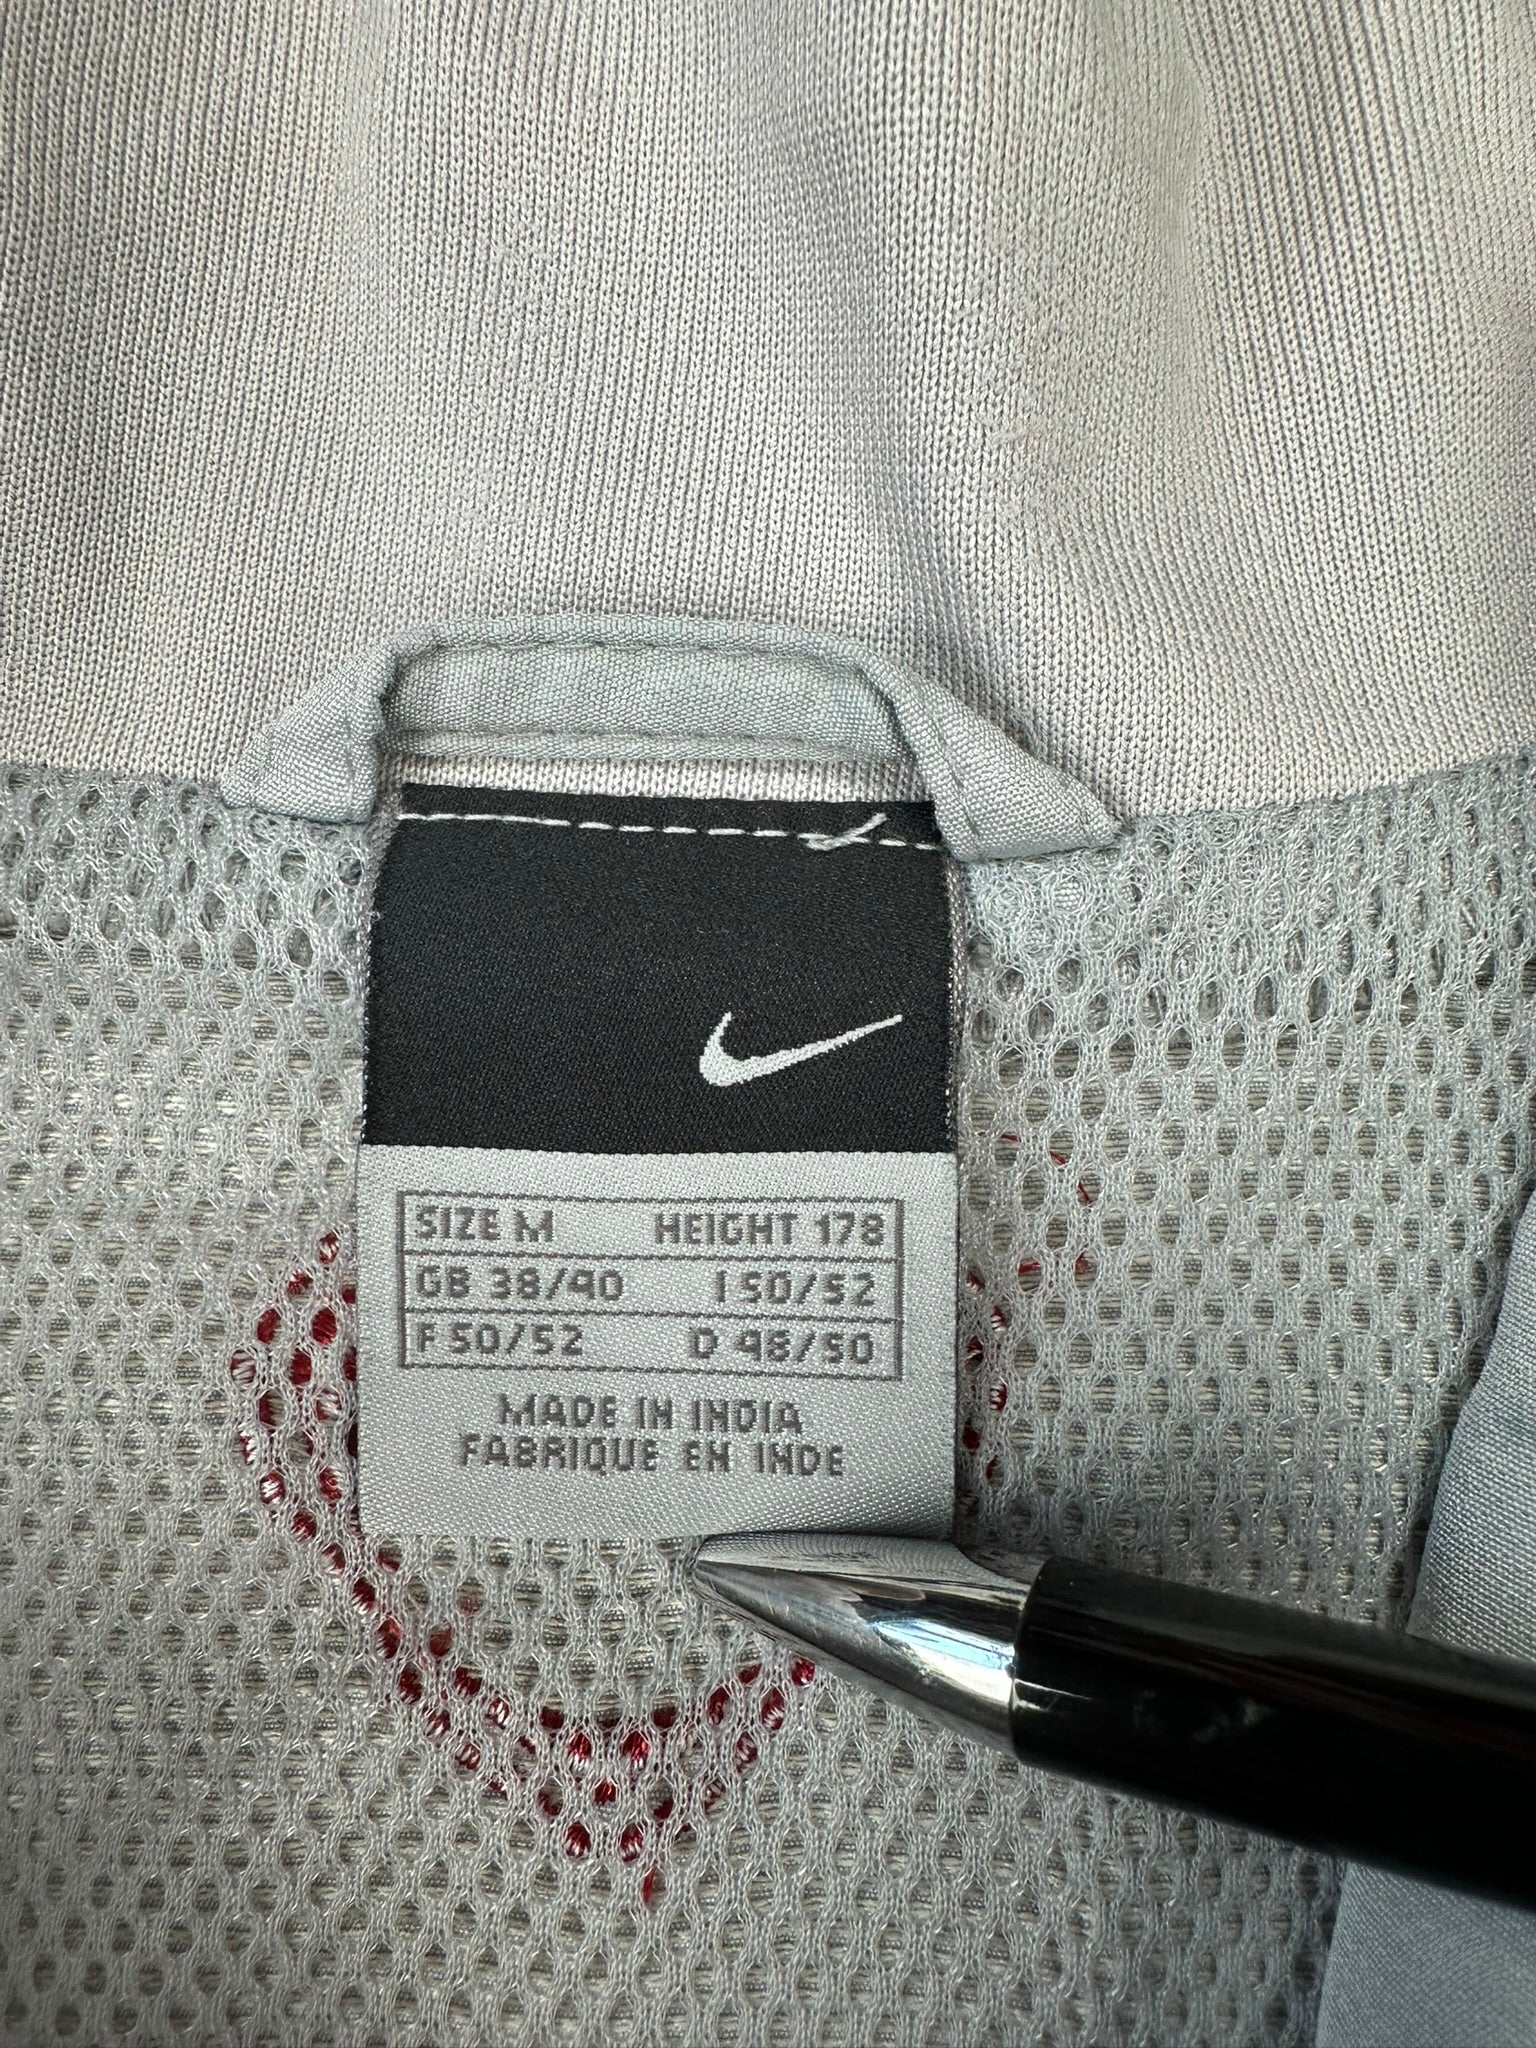 SIZE M HEIGHT 178
GB 38/40 I 50/52
F 50/52 D 48/50
MADE IN INDIA
FABRIQUE EN INDE